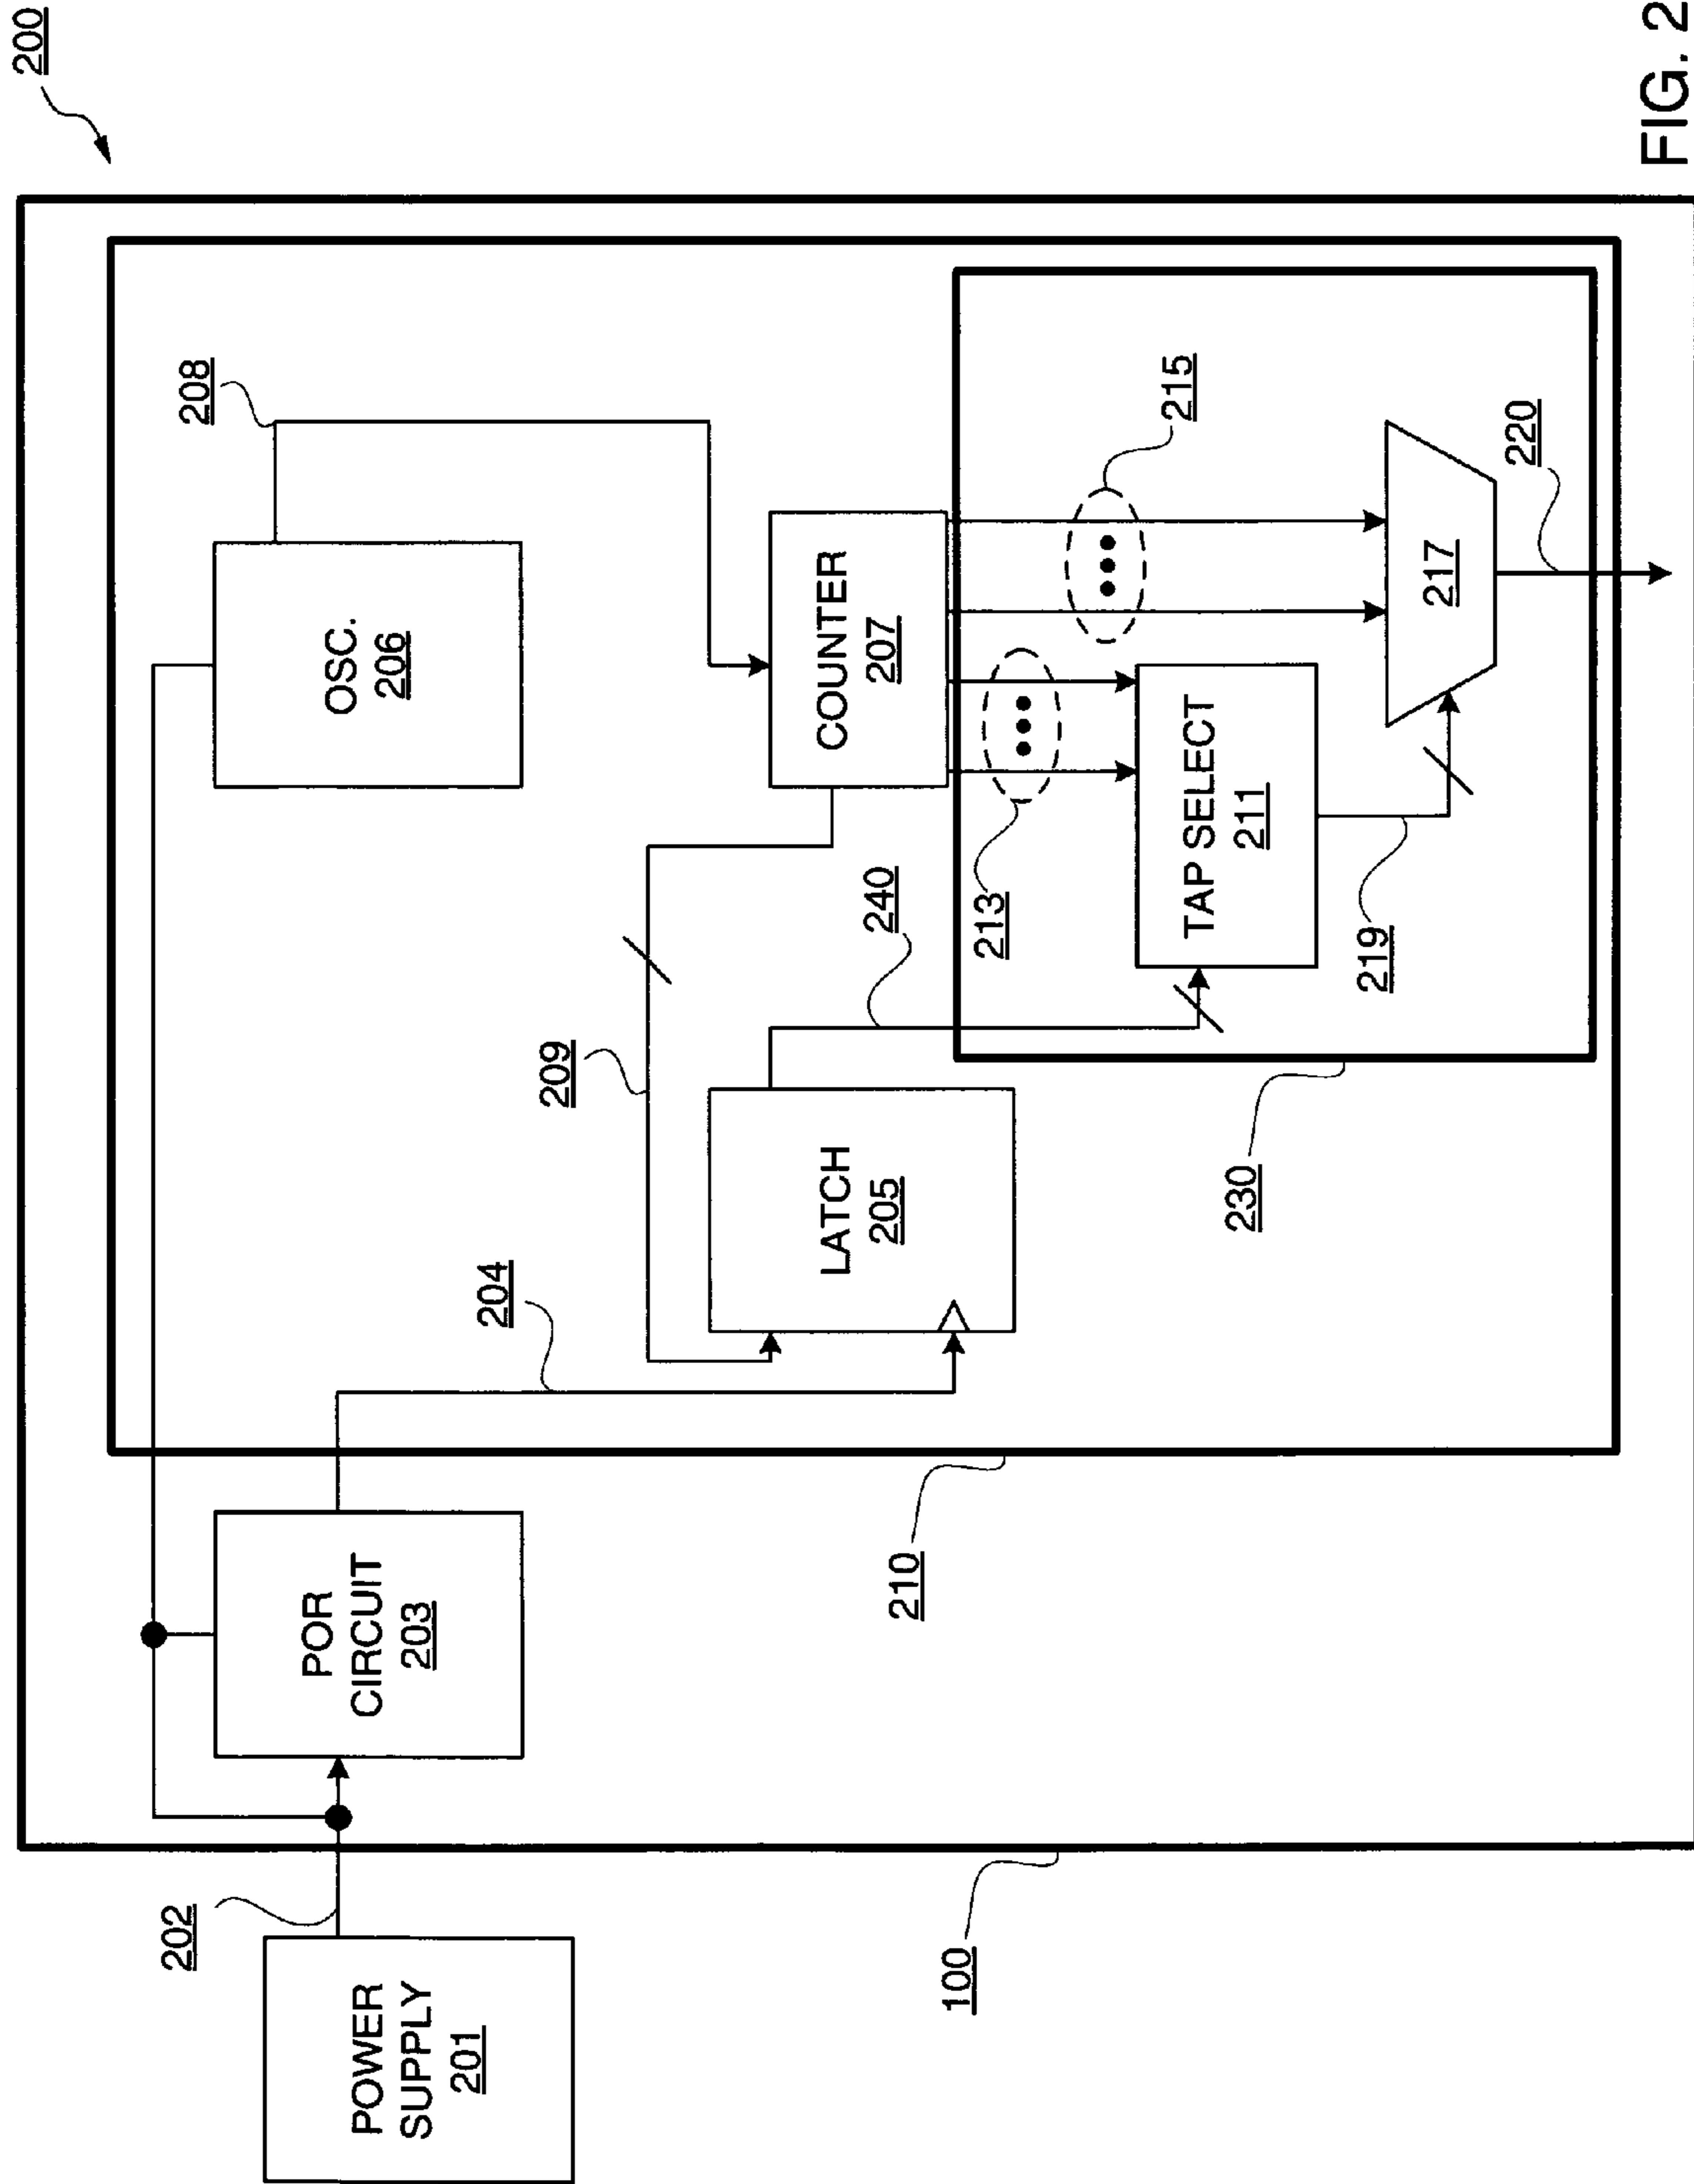 200
POWER
SUPPLY
201
202
POR
CIRCUIT
203
204
OSC.
206
208
209
LATCH
205
COUNTER
207
240
213
215
TAP SELECT
211
217
219
220
210
230
100
FIG. 2